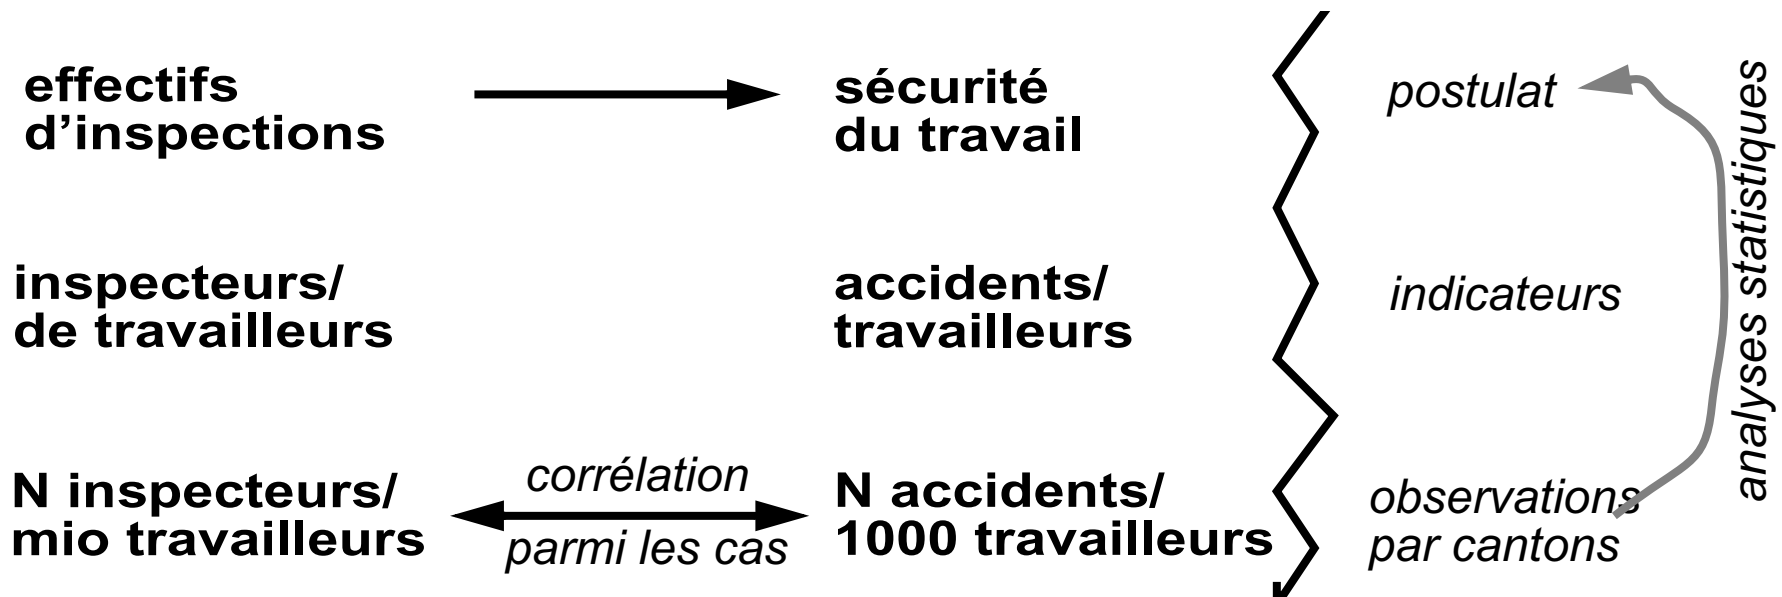 effectifs
d’inspections
sécurité
du travail
postulat
inspecteurs/
de travailleurs
accidents/
travailleurs
indicateurs
N inspecteurs/
mio travailleurs
corrélation
parmi les cas
N accidents/
1000 travailleurs
observations
par cantons
analyses statistiques